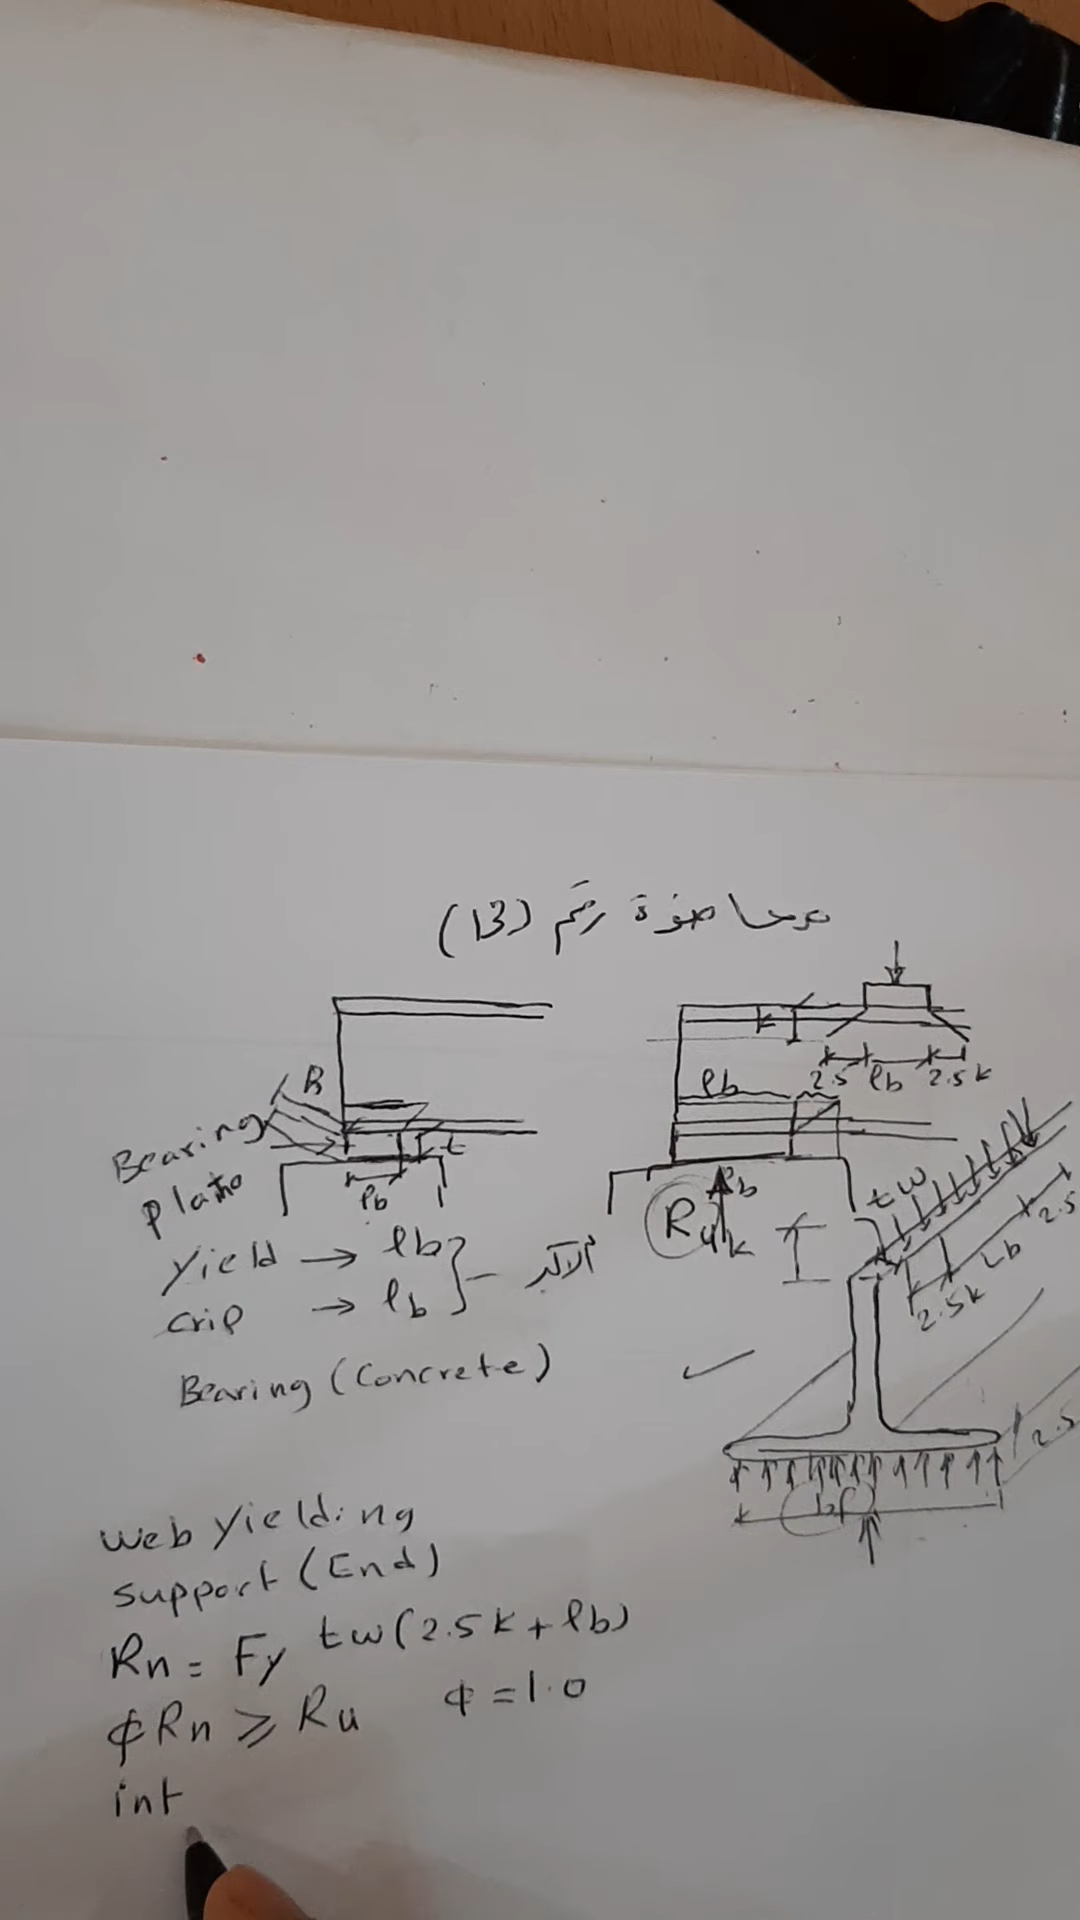 محاضرة رقم (13)
B
Bearing
plate
t
lb
k
2.5 lb 2.5k
lb
lb
Ru
k
tw
2.5
Lb
2.5k
yield → lb
crip → lb
الاكبر
Bearing (Concrete)
2.5
bf
web yielding
support (End)
Rn = Fy tw (2.5k + lb)
φRn ⩾ Ru φ = 1.0
int